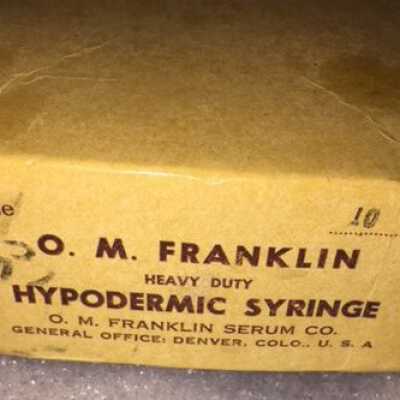 10
O. M. FRANKLIN
HEAVY DUTY
HYPODERMIC SYRINGE
O. M. FRANKLIN SERUM CO.
GENERAL OFFICE: DENVER, COLO., U. S. A